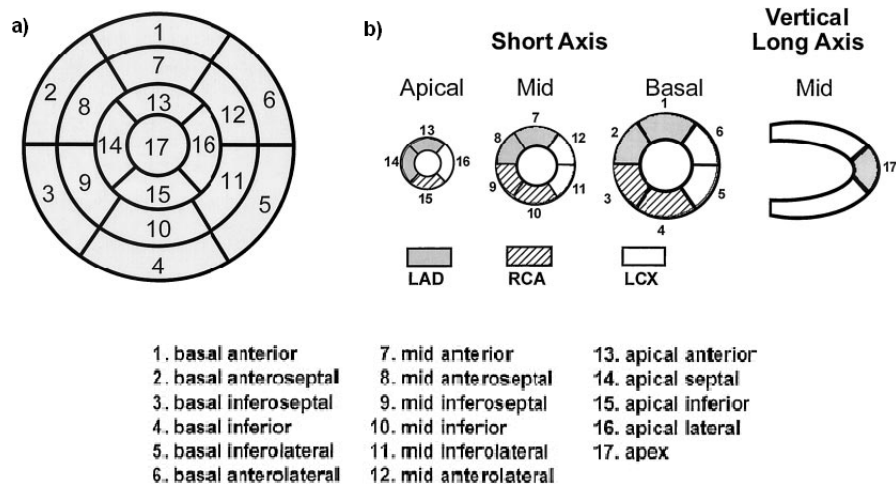 a)
1
7
2
8
13
12
6
14
17
16
3
9
15
11
5
10
4
b)
Short Axis
Vertical
Long Axis
Apical
Mid
Basal
Mid
13
14
16
15
7
8
12
9
11
10
1
2
6
3
5
4
17
LAD
RCA
LCX
1. basal anterior
2. basal anteroseptal
3. basal inferoseptal
4. basal inferior
5. basal inferolateral
6. basal anterolateral
7. mid anterior
8. mid anteroseptal
9. mid inferoseptal
10. mid inferior
11. mid inferolateral
12. mid anterolateral
13. apical anterior
14. apical septal
15. apical inferior
16. apical lateral
17. apex